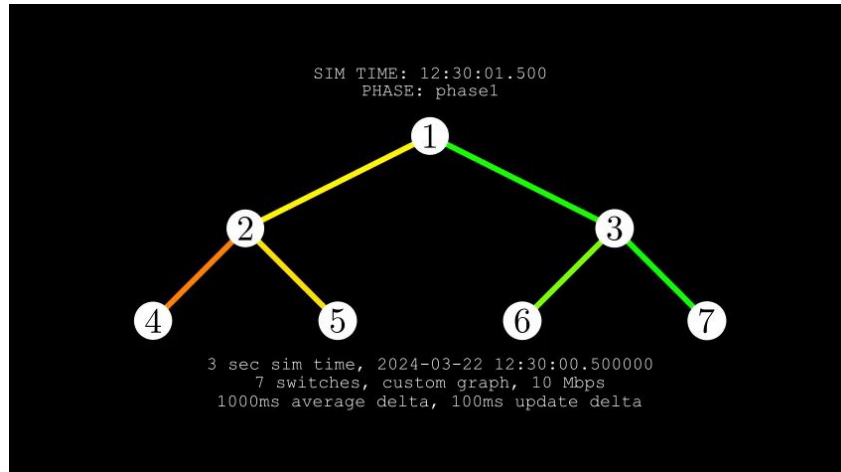 SIM TIME: 12:30:01.500
PHASE: phase1
1
2
3
4
5
6
7
3 sec sim time, 2024-03-22 12:30:00.500000
7 switches, custom graph, 10 Mbps
1000ms average delta, 100ms update delta